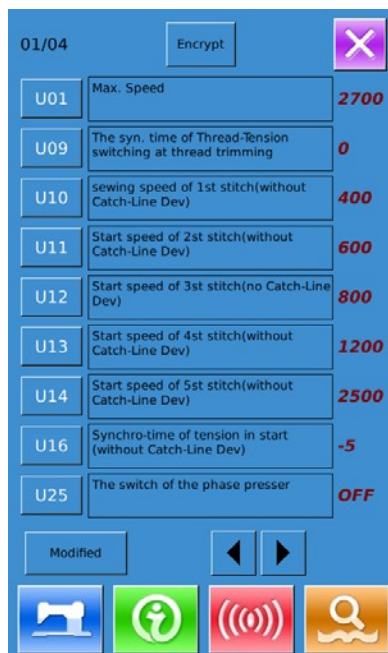 01/04 Encrypt
U01 Max. Speed 2700
U09 The syn. time of Thread-Tension
switching at thread trimming 0
U10 sewing speed of 1st stitch(without
Catch-Line Dev) 400
U11 Start speed of 2st stitch(without
Catch-Line Dev) 600
U12 Start speed of 3st stitch(no Catch-Line
Dev) 800
U13 Start speed of 4st stitch(without
Catch-Line Dev) 1200
U14 Start speed of 5st stitch(without
Catch-Line Dev) 2500
U16 Synchro-time of tension in start
(without Catch-Line Dev) -5
U25 The switch of the phase presser OFF
Modified